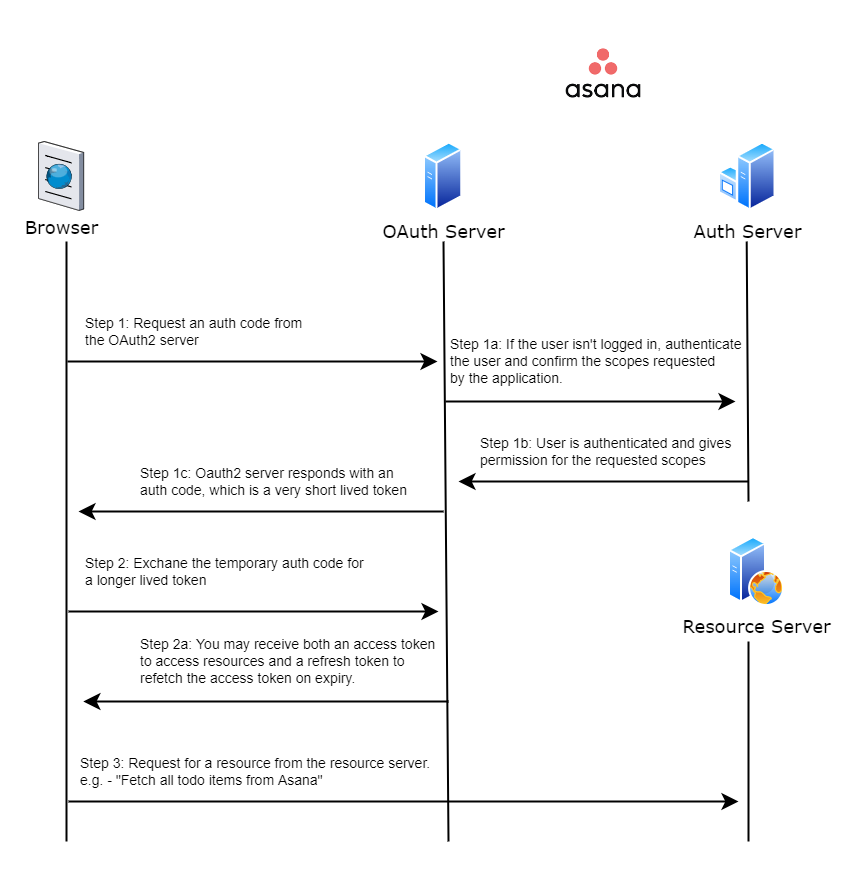 asana
Browser
OAuth Server
Auth Server
Step 1: Request an auth code from
the OAuth2 server
Step 1a: If the user isn't logged in, authenticate
the user and confirm the scopes requested
by the application.
Step 1b: User is authenticated and gives
permission for the requested scopes
Step 1c: Oauth2 server responds with an
auth code, which is a very short lived token
Step 2: Exchane the temporary auth code for
a longer lived token
Resource Server
Step 2a: You may receive both an access token
to access resources and a refresh token to
refetch the access token on expiry.
Step 3: Request for a resource from the resource server.
e.g. - "Fetch all todo items from Asana"